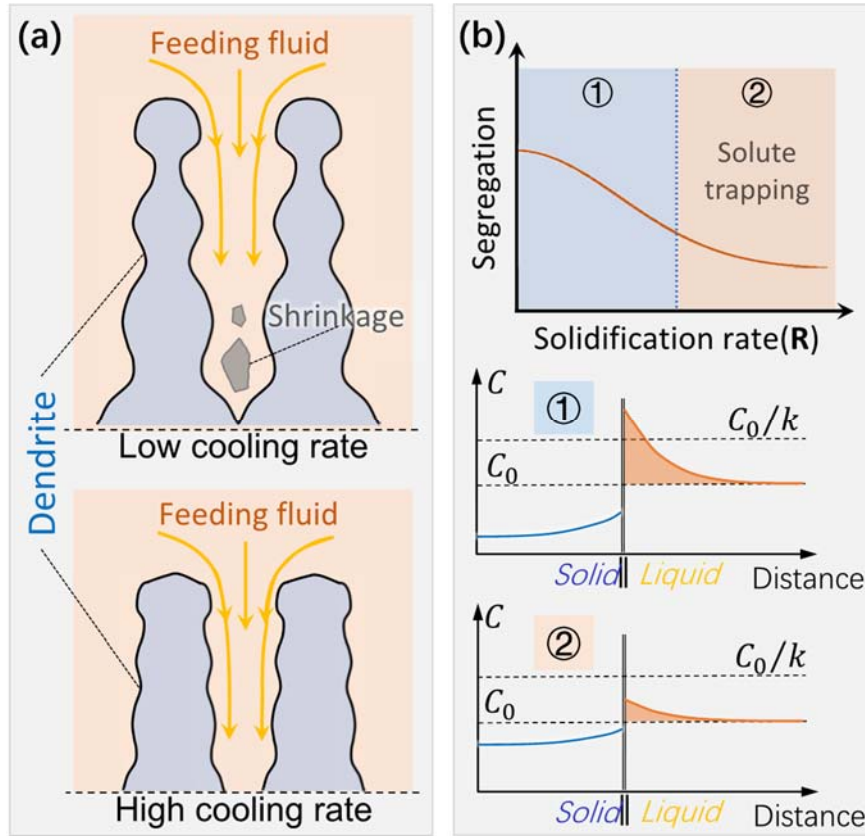 (a)
Feeding fluid
Shrinkage
Dendrite
Low cooling rate
Feeding fluid
High cooling rate
(b)
Segregation
①
②
Solute
trapping
Solidification rate(R)
C
①
C₀/k
C₀
Solid
Liquid
Distance
C
②
C₀/k
C₀
Solid
Liquid
Distance